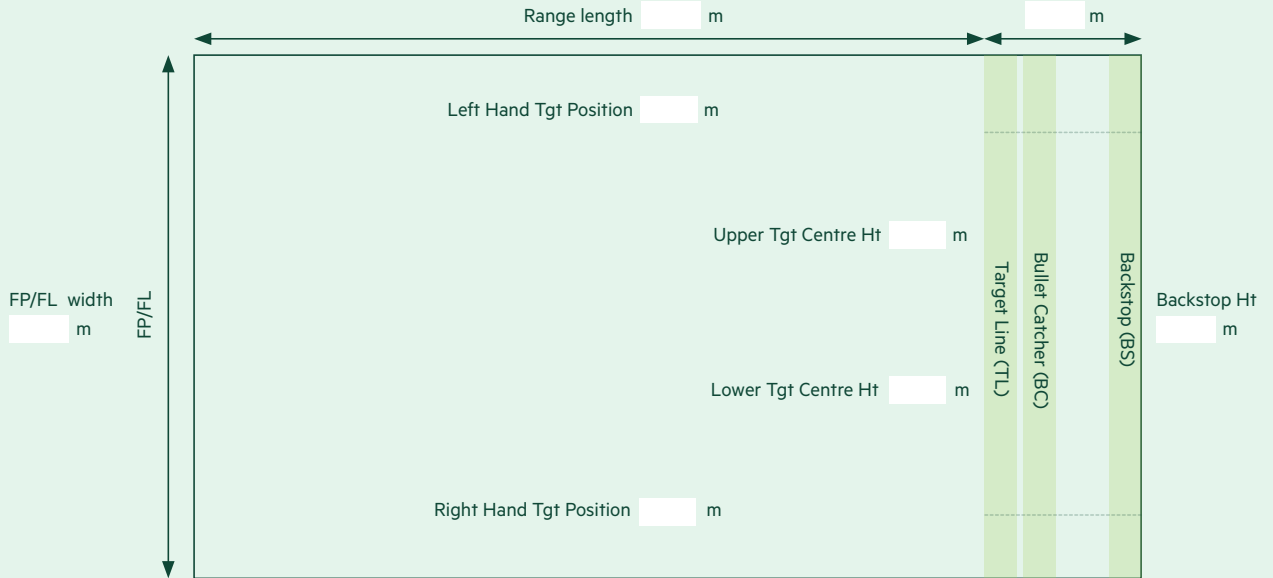 Range length m
m
Left Hand Tgt Position m
Upper Tgt Centre Ht m
FP/FL width
m
FP/FL
Target Line (TL)
Bullet Catcher (BC)
Backstop (BS)
Backstop Ht
m
Lower Tgt Centre Ht m
Right Hand Tgt Position m